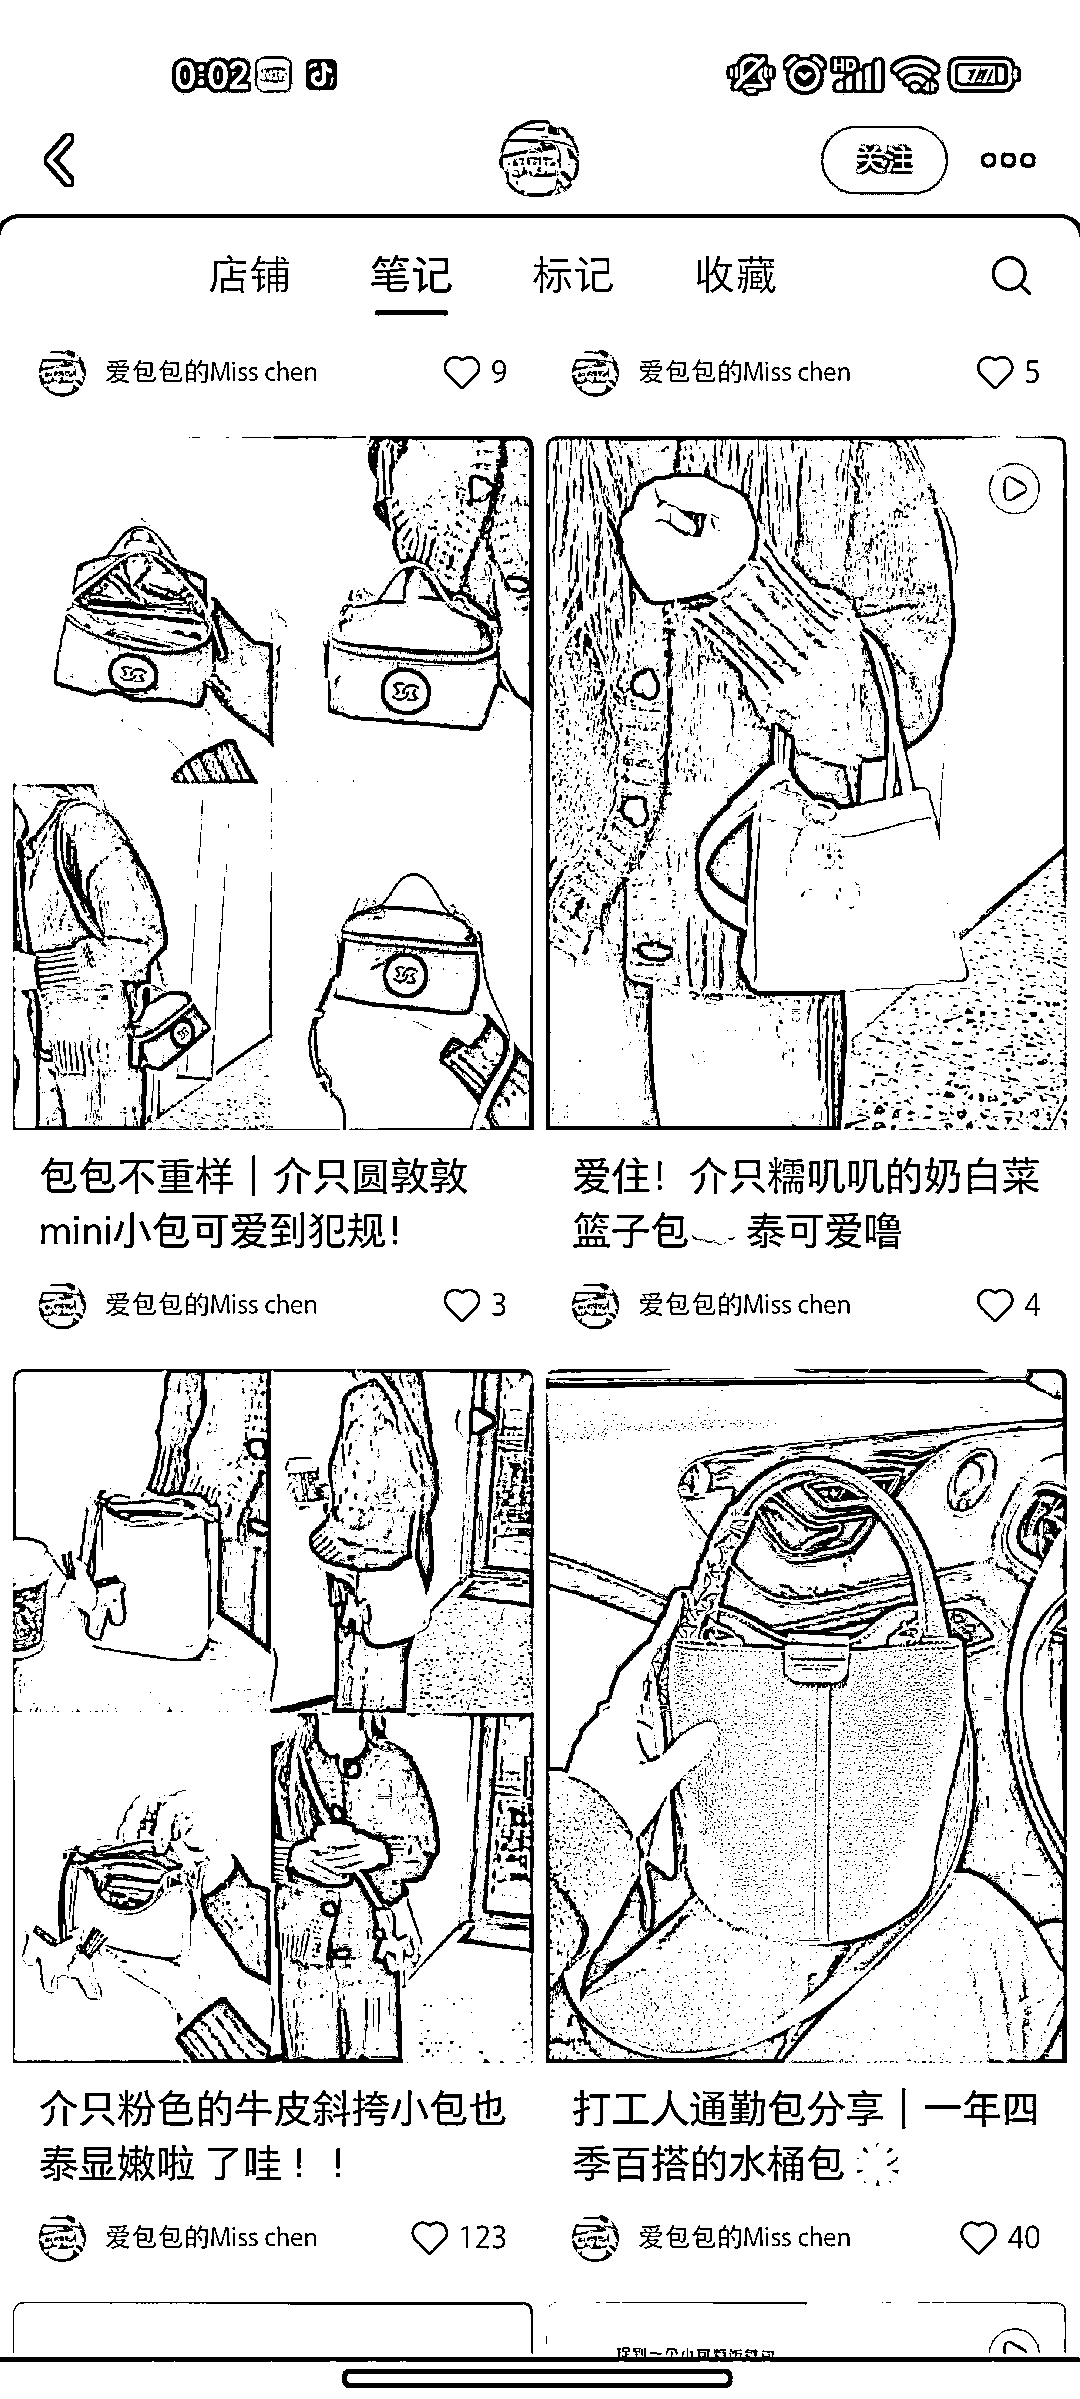 0:02
HD
关注
店铺 笔记 标记 收藏
爱包包的Miss chen 9
爱包包的Miss chen 5
包包不重样｜介只圆敦敦
mini小包可爱到犯规！
爱包包的Miss chen 3
爱住！介只糯叽叽的奶白菜
篮子包 泰可爱噜
爱包包的Miss chen 4
介只粉色的牛皮斜挎小包也
泰显嫩啦 了哇！！
爱包包的Miss chen 123
打工人通勤包分享｜一年四
季百搭的水桶包
爱包包的Miss chen 40